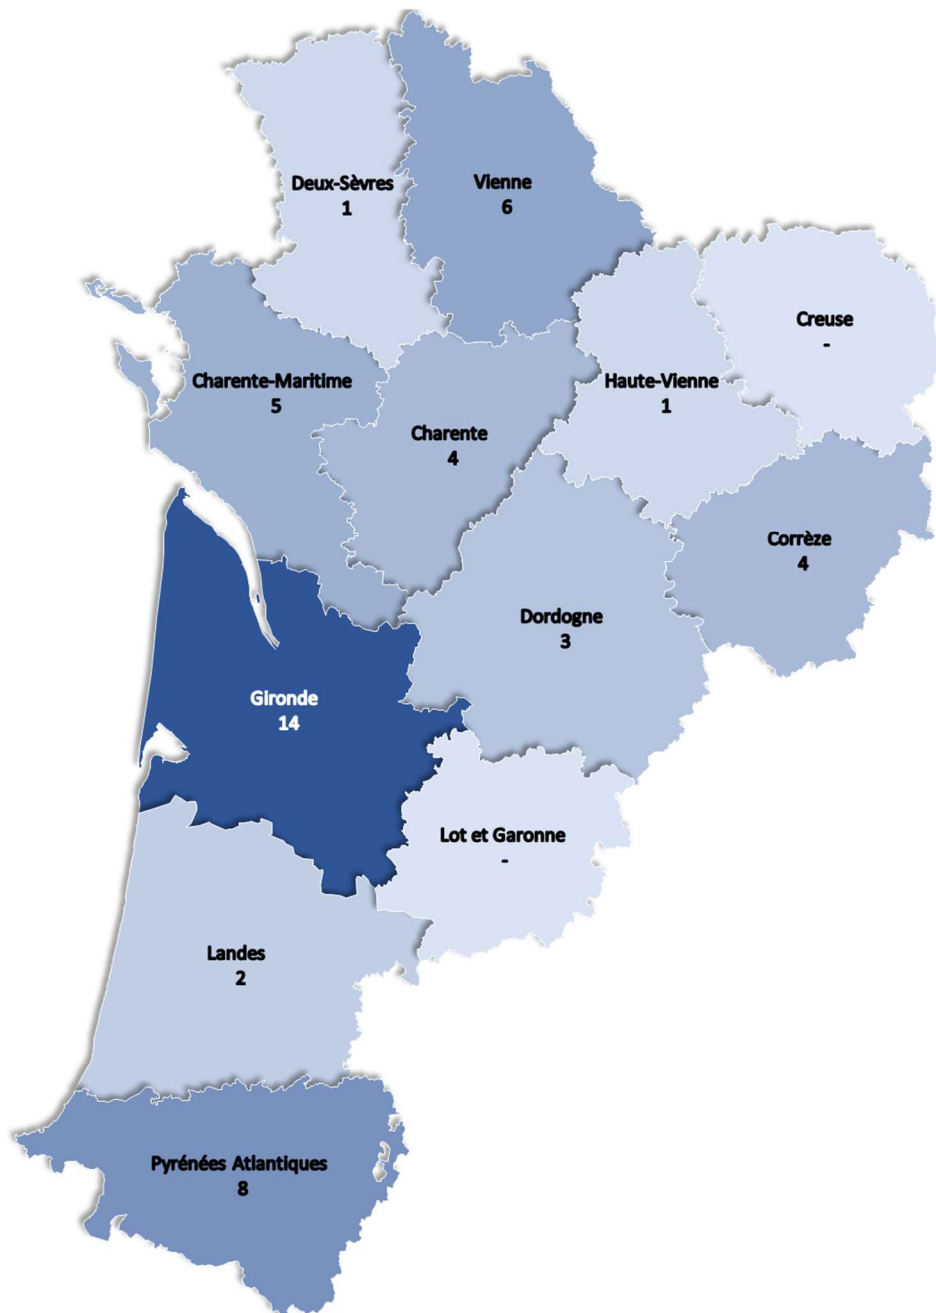 Deux-Sèvres
1
Vienne
6
Creuse
-
Charente-Maritime
5
Haute-Vienne
1
Charente
4
Corrèze
4
Dordogne
3
Gironde
14
Lot et Garonne
-
Landes
2
Pyrénées Atlantiques
8